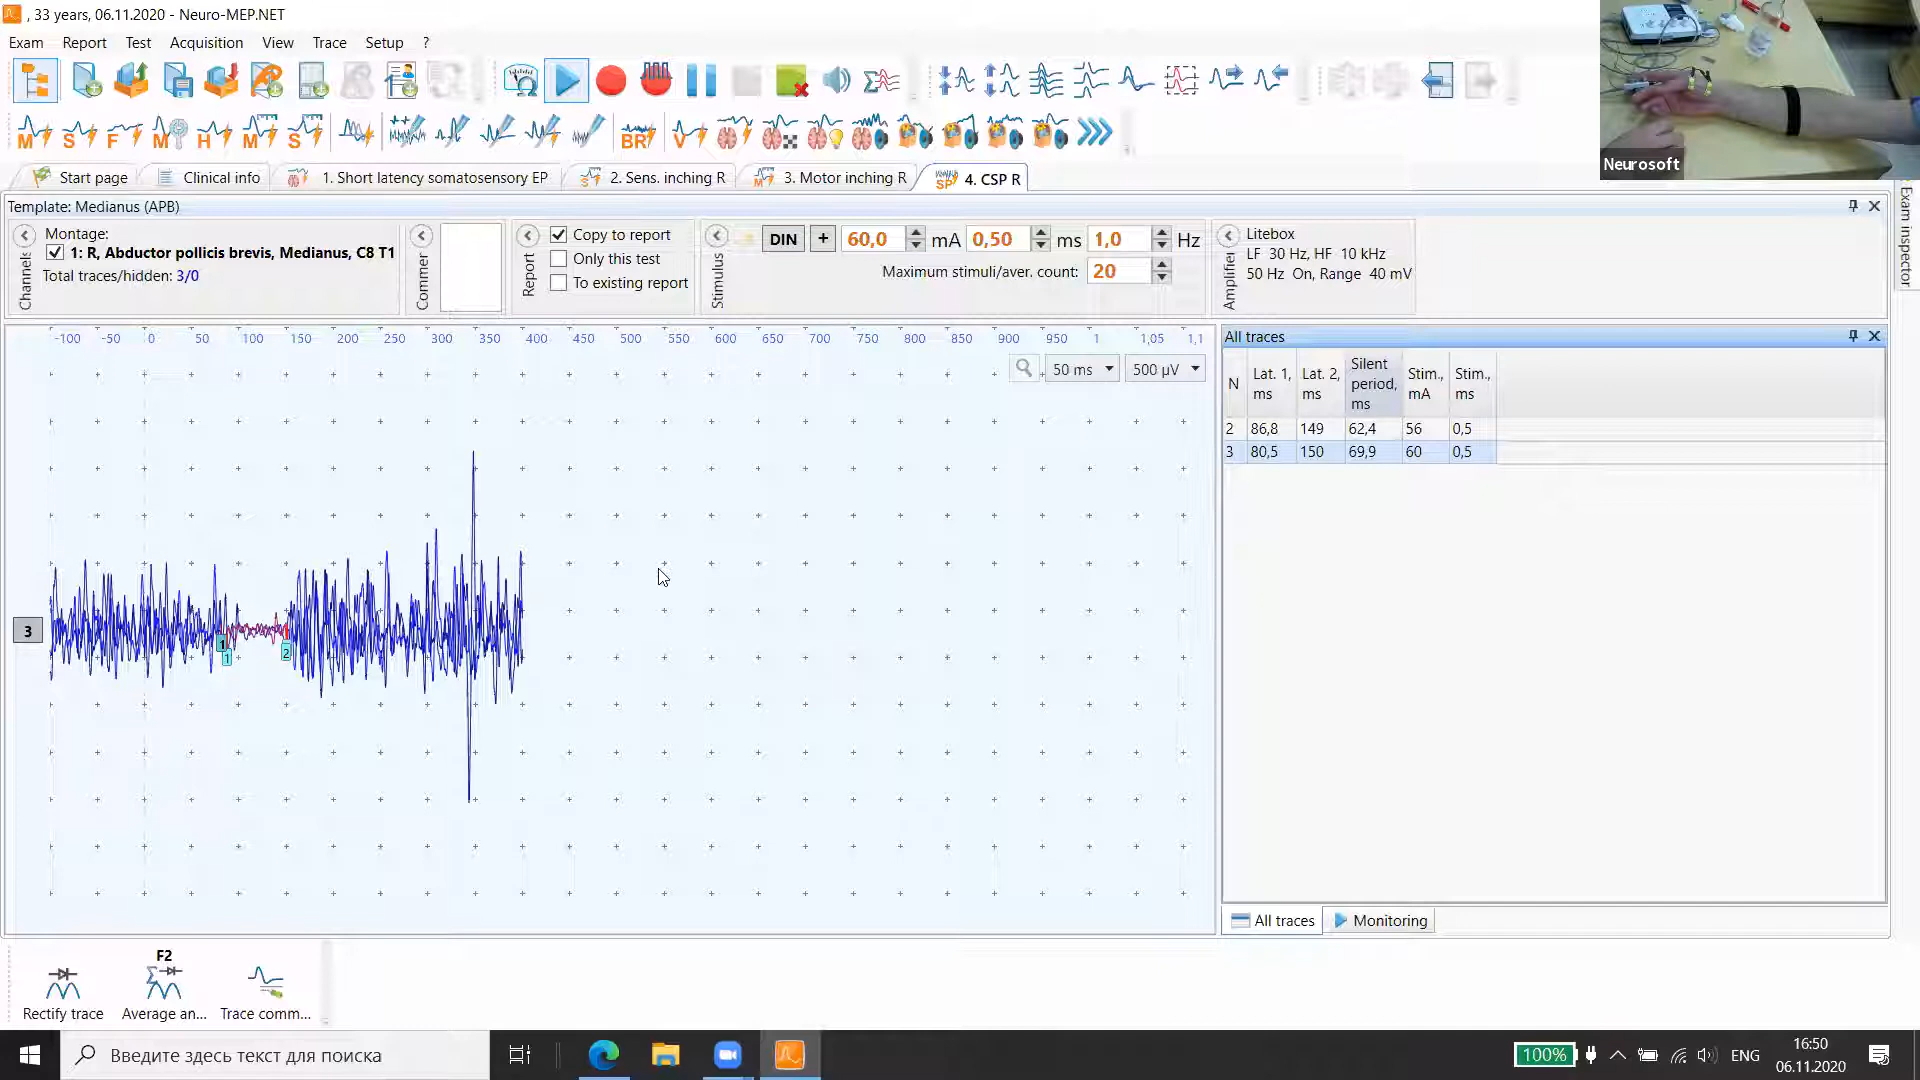 , 33 years, 06.11.2020 - Neuro-MEP.NET
Exam Report Test Acquisition View Trace Setup ?
Neurosoft
M S F M H M S BR V
Start page Clinical info 1. Short latency somatosensory EP 2. Sens. inching R 3. Motor inching R SP 4. CSP R
Template: Medianus (APB)
Channels
Montage:
1: R, Abductor pollicis brevis, Medianus, C8 T1
Total traces/hidden: 3/0
Commer
Report
Copy to report
Only this test
To existing report
Stimulus
DIN + 60,0 mA 0,50 ms 1,0 Hz
Maximum stimuli/aver. count: 20
Amplifier
Litebox
LF 30 Hz, HF 10 kHz
50 Hz On, Range 40 mV
Exam inspector
-100 -50 0 50 100 150 200 250 300 350 400 450 500 550 600 650 700 750 800 850 900 950 1 1,05 1,1
50 ms 500 µV
3
1
1
2
All traces
N Lat. 1, ms Lat. 2, ms Silent period, ms Stim., mA Stim., ms
2 86,8 149 62,4 56 0,5
3 80,5 150 69,9 60 0,5
All traces Monitoring
F2
Rectify trace Average an... Trace comm...
Введите здесь текст для поиска
100% ENG
16:50
06.11.2020